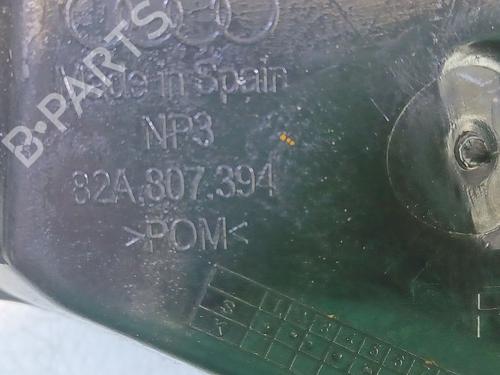 B-PARTS
Made in Spain
NP3
82A.807.394
>POM<